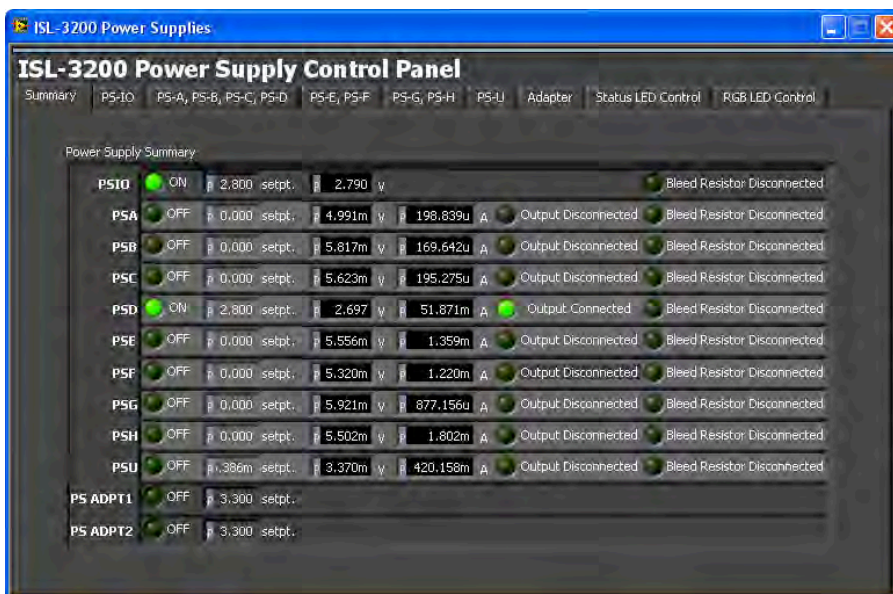 ISL-3200 Power Supplies
ISL-3200 Power Supply Control Panel
Summary PS-IO PS-A, PS-B, PS-C, PS-D PS-E, PS-F PS-G, PS-H PS-U Adapter Status LED Control RGB LED Control
Power Supply Summary
PSIO ON p 2.800 setpt. p 2.790 V Bleed Resistor Disconnected
PSA OFF p 0.000 setpt. p 4.991m V p 198.839u A Output Disconnected Bleed Resistor Disconnected
PSB OFF p 0.000 setpt. p 5.817m V p 169.642u A Output Disconnected Bleed Resistor Disconnected
PSC OFF p 0.000 setpt. p 5.623m V p 195.275u A Output Disconnected Bleed Resistor Disconnected
PSD ON p 2.800 setpt. p 2.697 V p 51.871m A Output Connected Bleed Resistor Disconnected
PSE OFF p 0.000 setpt. p 5.556m V p 1.359m A Output Disconnected Bleed Resistor Disconnected
PSF OFF p 0.000 setpt. p 5.320m V p 1.220m A Output Disconnected Bleed Resistor Disconnected
PSG OFF p 0.000 setpt. p 5.921m V p 877.156u A Output Disconnected Bleed Resistor Disconnected
PSH OFF p 0.000 setpt. p 5.502m V p 1.802m A Output Disconnected Bleed Resistor Disconnected
PSU OFF p setpt. p 3.370m V p 420.158m A Output Disconnected Bleed Resistor Disconnected
PS ADPT1 OFF p 3.300 setpt.
PS ADPT2 OFF p 3.300 setpt.